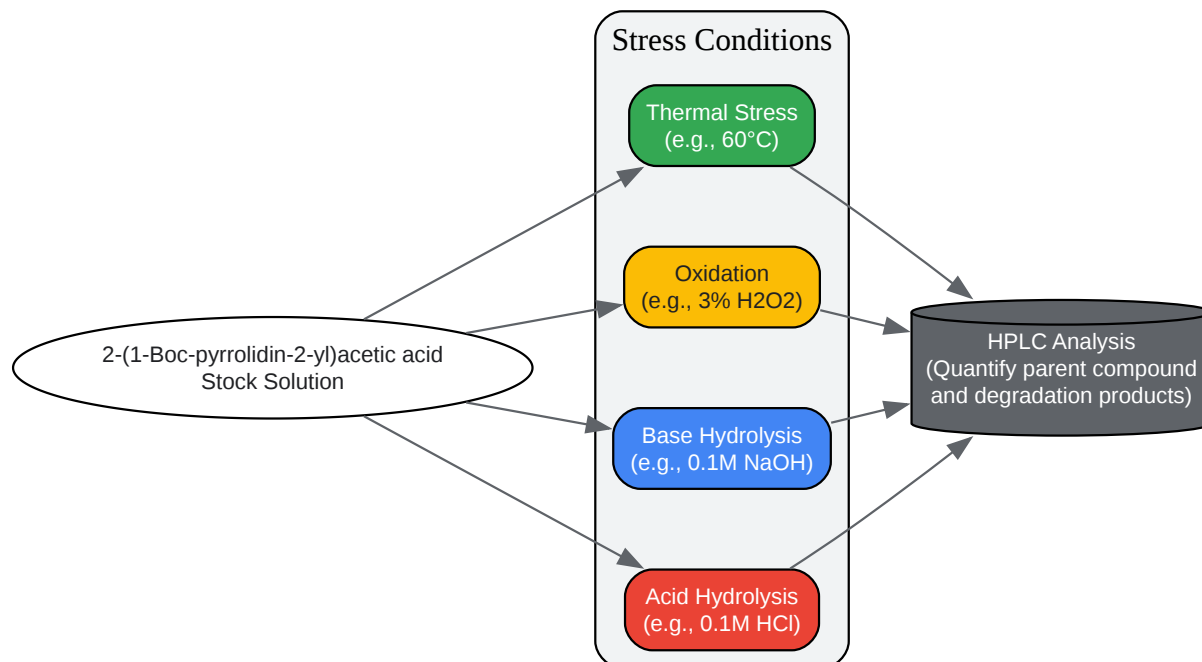 Stress Conditions
Thermal Stress
(e.g., 60°C)
Oxidation
(e.g., 3% H2O2)
2-(1-Boc-pyrrolidin-2-yl)acetic acid
Stock Solution
HPLC Analysis
(Quantify parent compound
and degradation products)
Base Hydrolysis
(e.g., 0.1M NaOH)
Acid Hydrolysis
(e.g., 0.1M HCl)